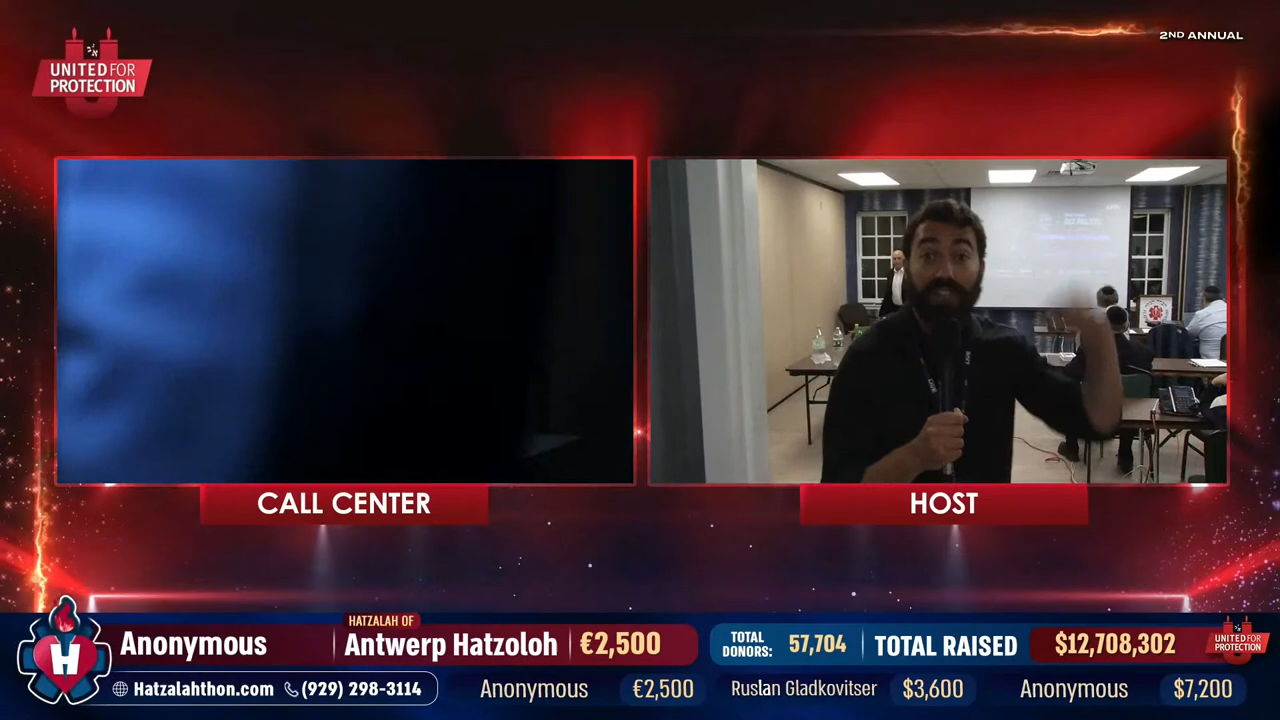 2ND ANNUAL
UNITED FOR
PROTECTION
LIVE
LIVE
CALL CENTER
HOST
HATZALAH OF
Anonymous
Antwerp Hatzoloh
€2,500
TOTAL
DONORS:
57,704
TOTAL RAISED
$12,708,302
UNITED FOR
PROTECTION
H
Hatzalahthon.com
(929) 298-3114
Anonymous
€2,500
Ruslan Gladkovitser
$3,600
Anonymous
$7,200